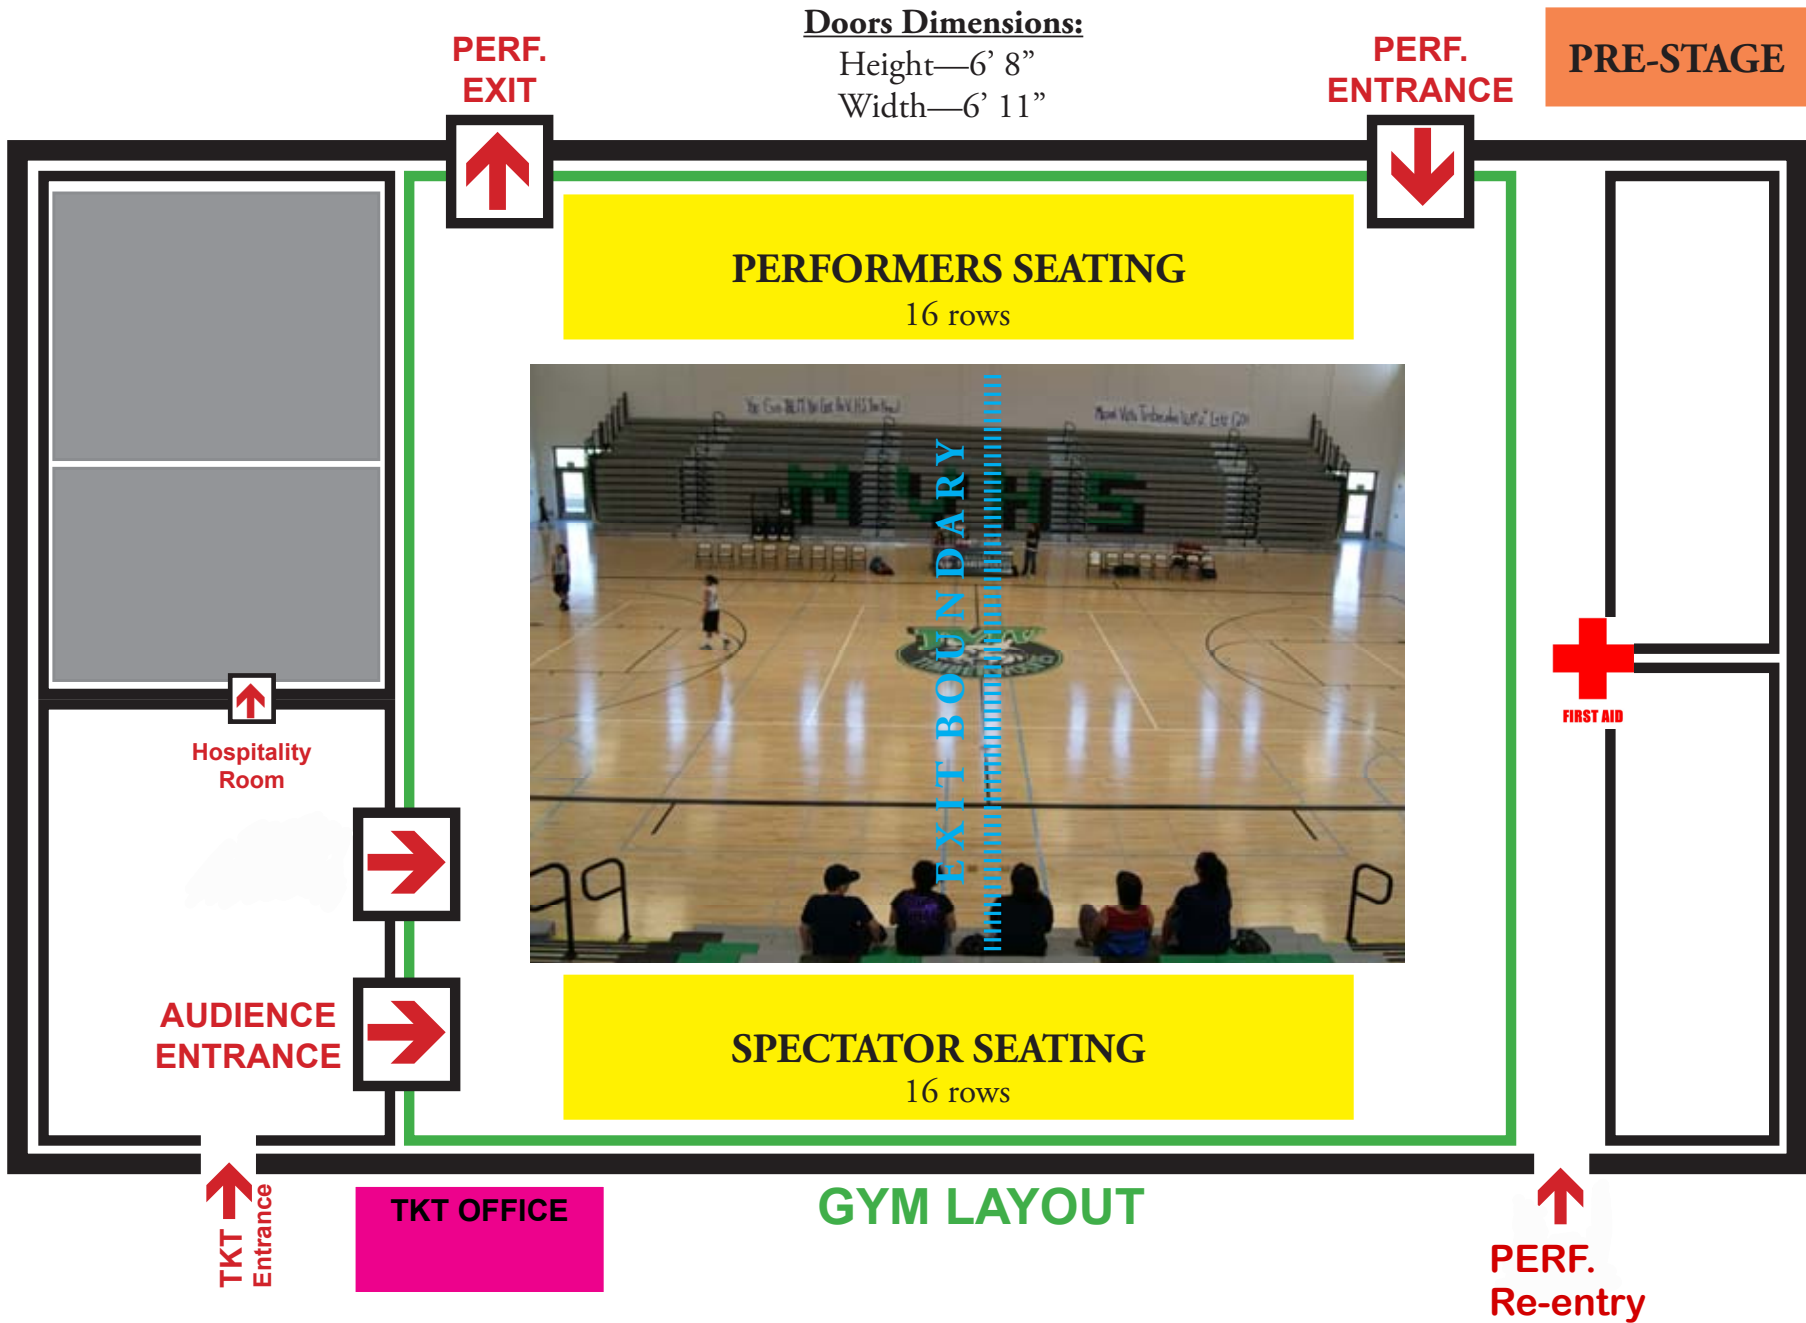 Doors Dimensions:
Height—6’ 8”
Width—6’ 11”
PERF.
EXIT
PERF.
ENTRANCE
PRE-STAGE
PERFORMERS SEATING
16 rows
MVHS
EXIT BOUNDARY
FIRST AID
Hospitality
Room
AUDIENCE
ENTRANCE
SPECTATOR SEATING
16 rows
TKT
Entrance
TKT OFFICE
GYM LAYOUT
PERF.
Re-entry